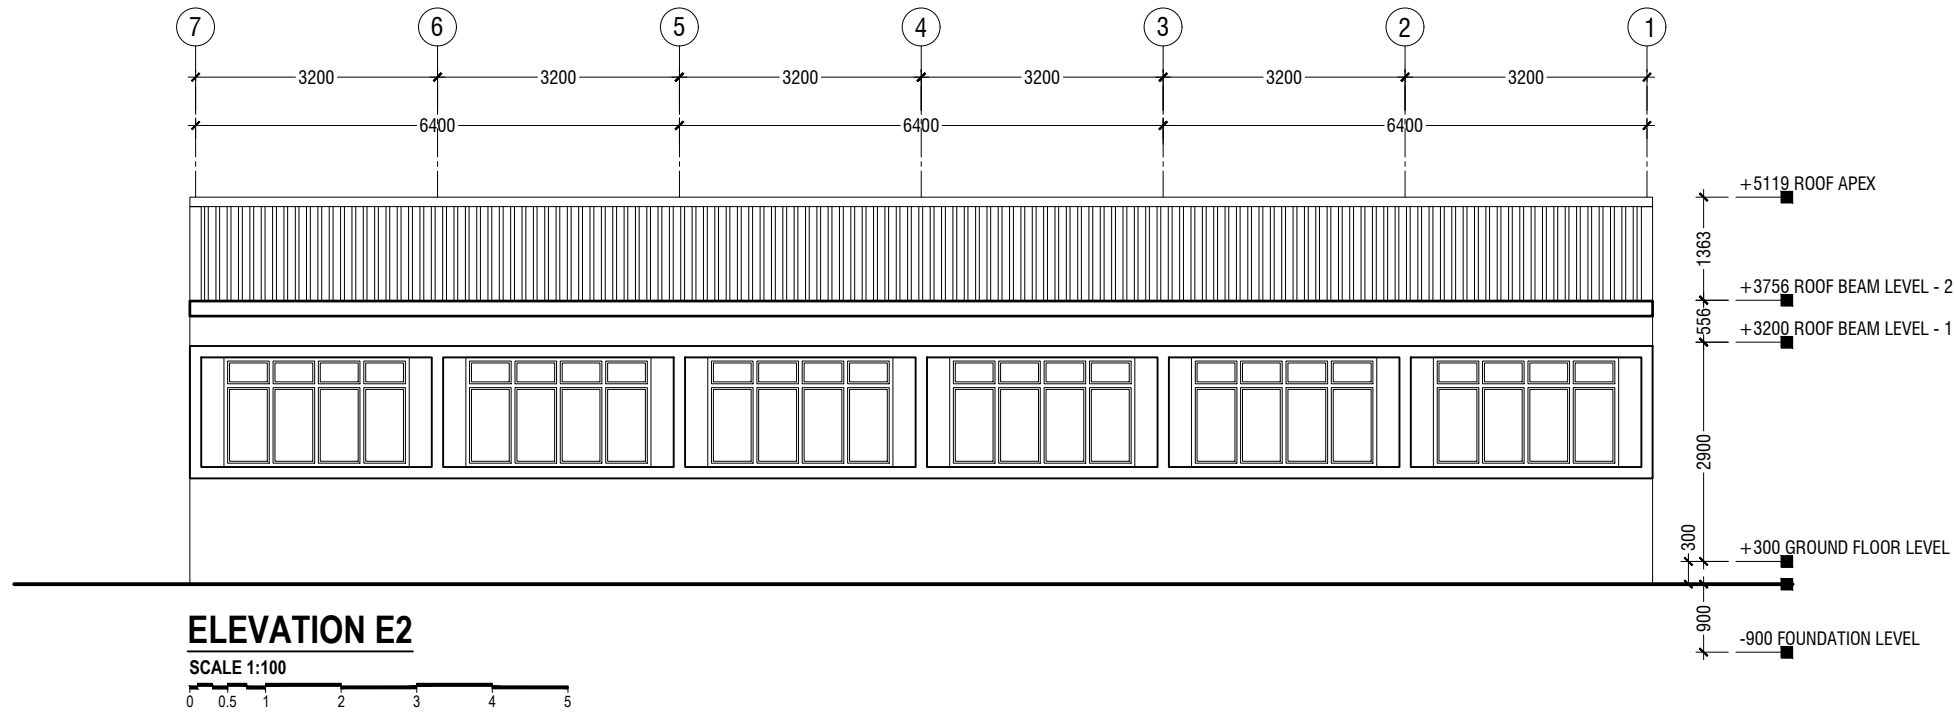 7 6 5 4 3 2 1
3200 3200 3200 3200 3200 3200
6400 6400 6400
+5119 ROOF APEX
1363
+3756 ROOF BEAM LEVEL - 2
556
+3200 ROOF BEAM LEVEL - 1
2900
300
+300 GROUND FLOOR LEVEL
900
-900 FOUNDATION LEVEL
ELEVATION E2
SCALE 1:100
0 0.5 1 2 3 4 5